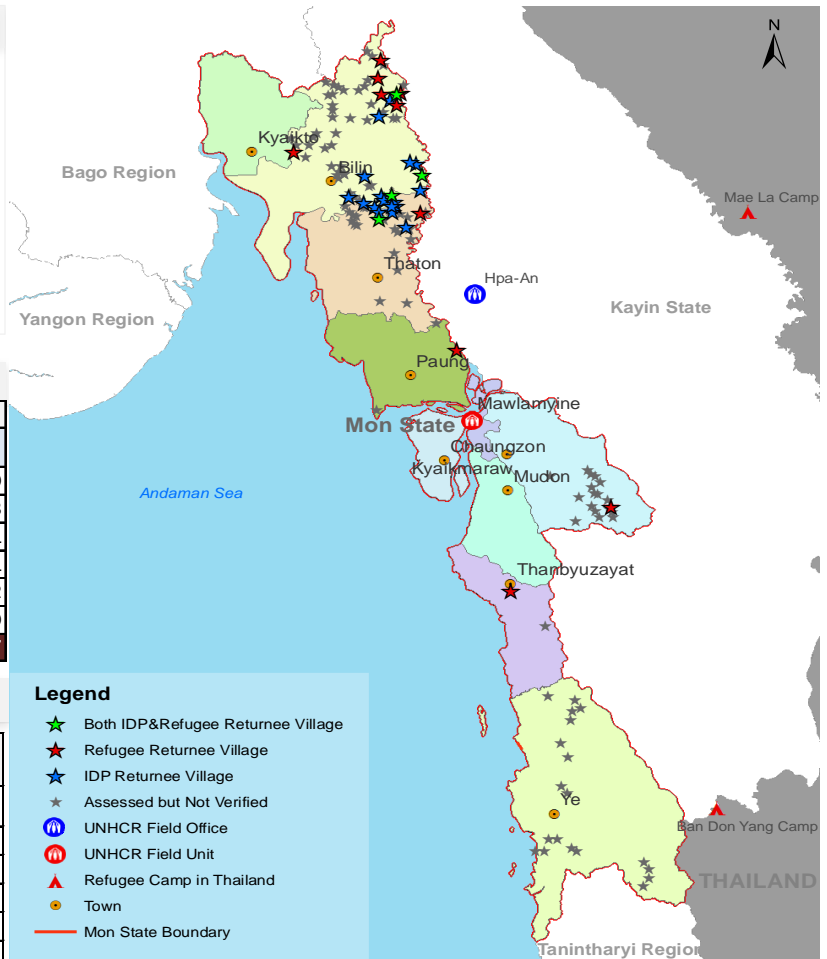 N
Kyaikto
Bago Region
Bilin
Mae La Camp
Thaton
Hpa-An
Kayin State
Yangon Region
Paung
Mawlamyine
Mon State
Chaungzon
Kyaikmaraw
Mudon
Andaman Sea
Thanbyuzayat
Ye
Ban Don Yang Camp
THAILAND
Tanintharyi Region
Legend
Both IDP&Refugee Returnee Village
Refugee Returnee Village
IDP Returnee Village
Assessed but Not Verified
UNHCR Field Office
UNHCR Field Unit
Refugee Camp in Thailand
Town
Mon State Boundary